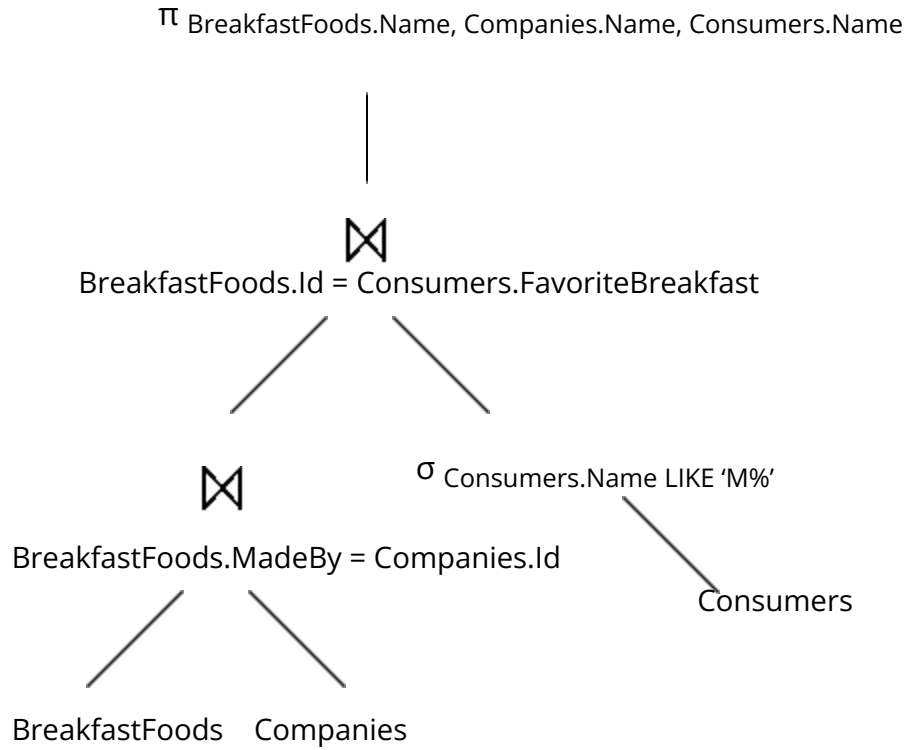 π BreakfastFoods.Name, Companies.Name, Consumers.Name
⋈
BreakfastFoods.Id = Consumers.FavoriteBreakfast
⋈
σ Consumers.Name LIKE ‘M%’
BreakfastFoods.MadeBy = Companies.Id
Consumers
BreakfastFoods Companies